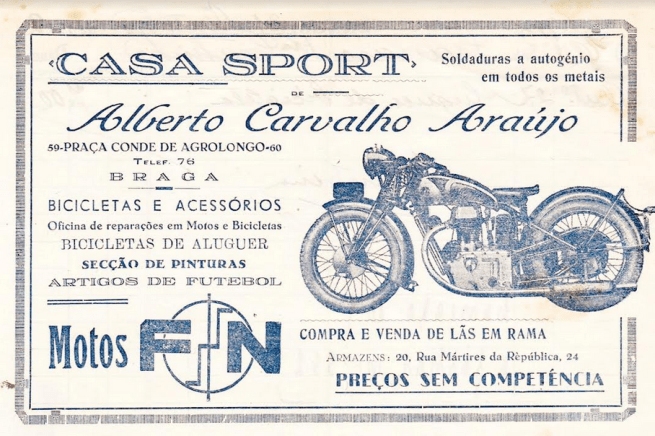 «CASA SPORT»
Soldaduras a autogénio
em todos os metais
DE
Alberto Carvalho Araújo
59-PRAÇA CONDE DE AGROLONGO-60
TELEF. 76
BRAGA
BICICLETAS E ACESSÓRIOS
Oficina de reparações em Motos e Bicicletas
BICICLETAS DE ALUGUER
SECÇÃO DE PINTURAS
ARTIGOS DE FUTEBOL
Motos FN
COMPRA E VENDA DE LÃS EM RAMA
ARMAZENS: 20, Rua Mártires da Rèpública, 24
PREÇOS SEM COMPETÊNCIA